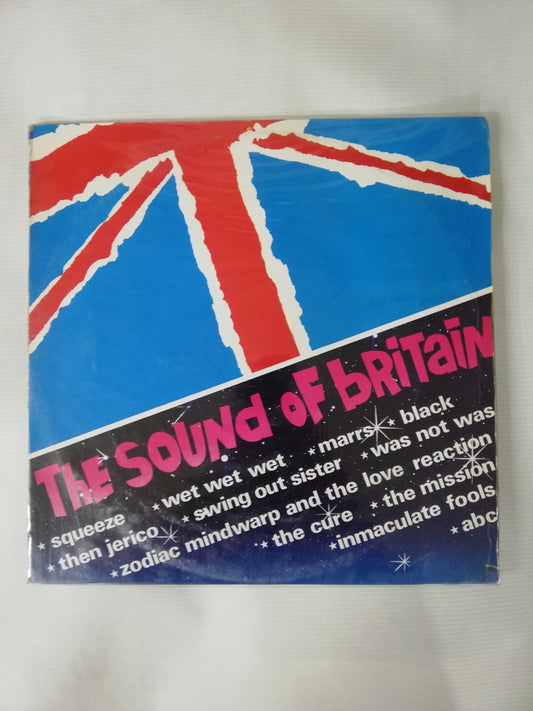 The SOUNd OF bRiTaiN
★ squeeze ★ wet wet wet ★ marrs ★ black
★ then jerico ★ swing out sister ★ was not was
★ zodiac mindwarp and the love reaction
★ the cure ★ the mission
★ inmaculate fools
★ abc